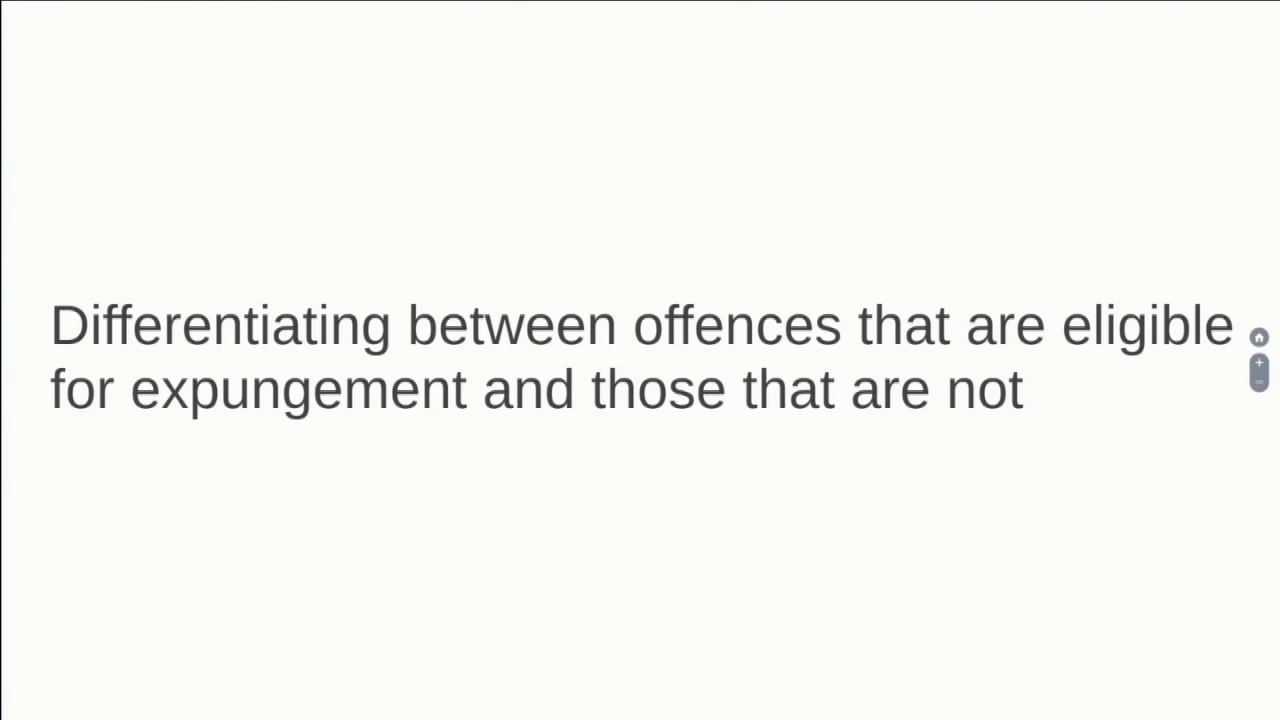 Differentiating between offences that are eligible
for expungement and those that are not